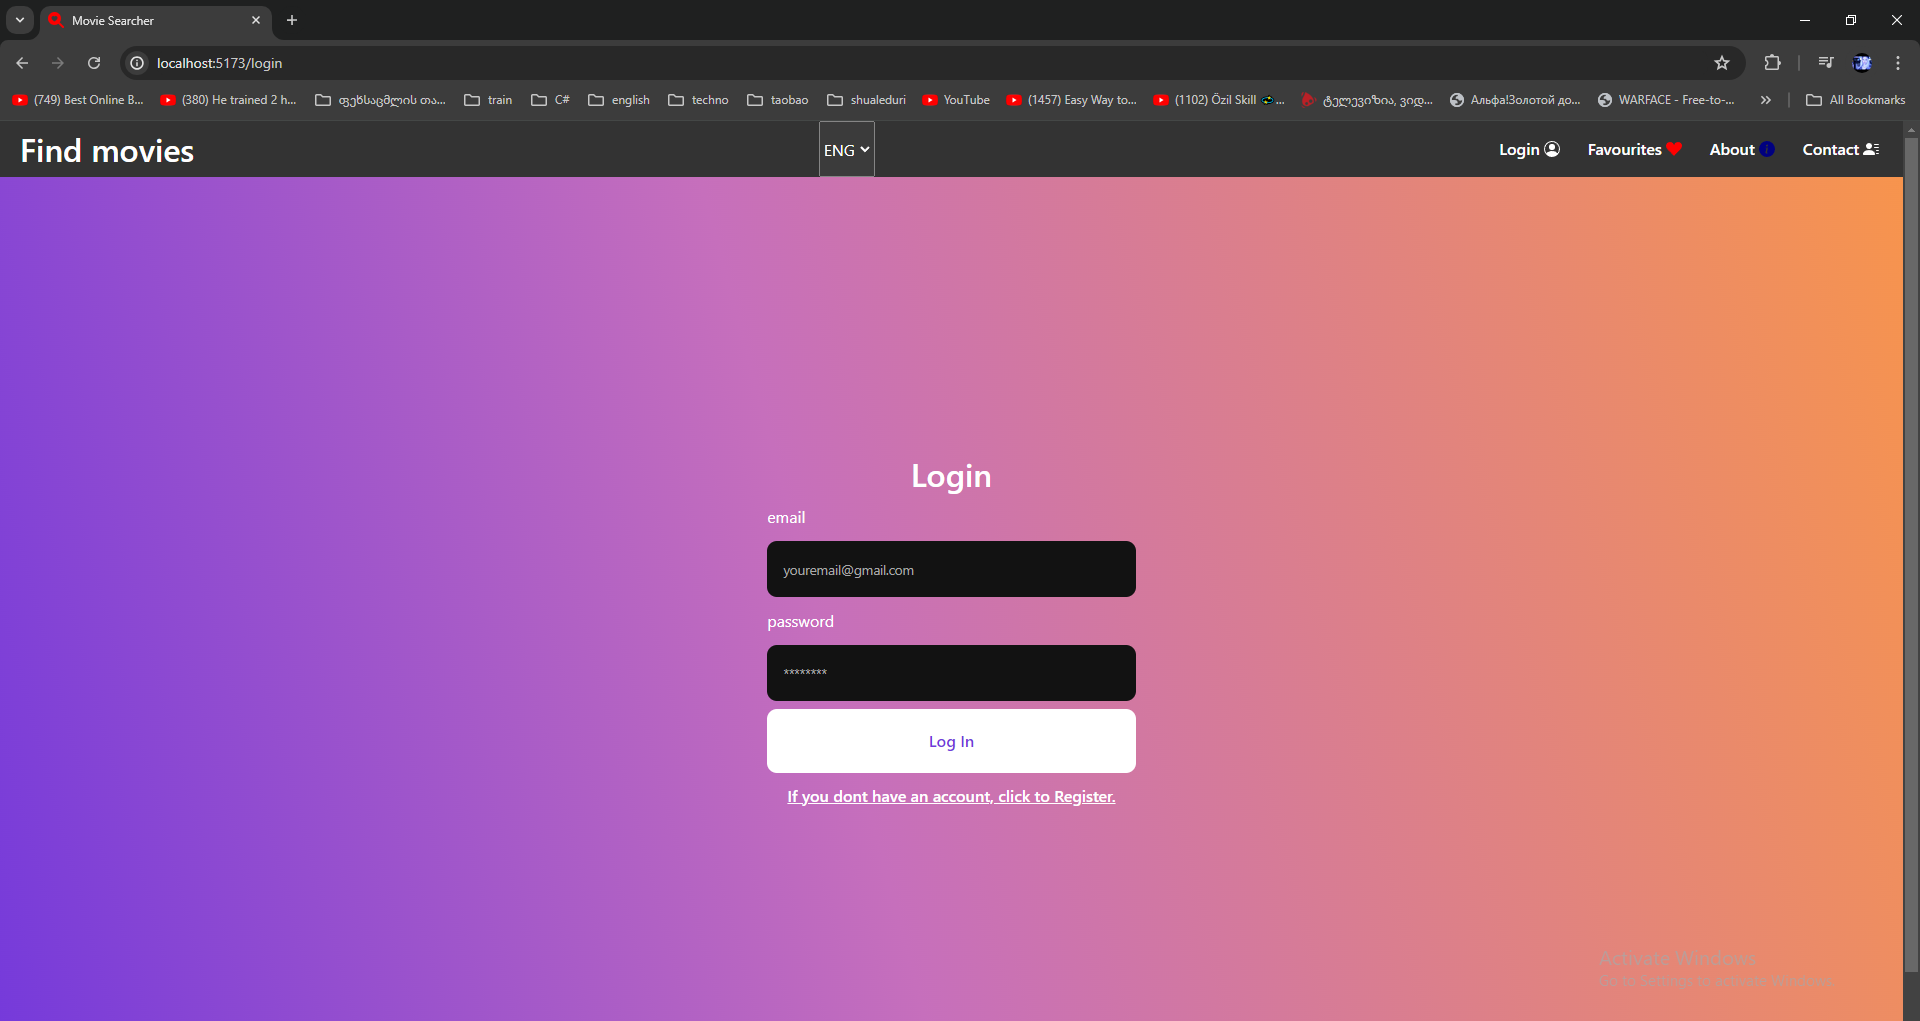 Movie Searcher
localhost:5173/login
(749) Best Online B...
(380) He trained 2 h...
ფეხსაცმლის თა...
train
C#
english
techno
taobao
shualeduri
YouTube
(1457) Easy Way to...
(1102) Özil Skill ...
ტელევიზია, ვიდ...
Альфа!Золотой до...
WARFACE - Free-to-...
All Bookmarks
Find movies
ENG
Login
Favourites
About
Contact
Login
email
youremail@gmail.com
password
********
Log In
If you dont have an account, click to Register.
Activate Windows
Go to Settings to activate Windows.